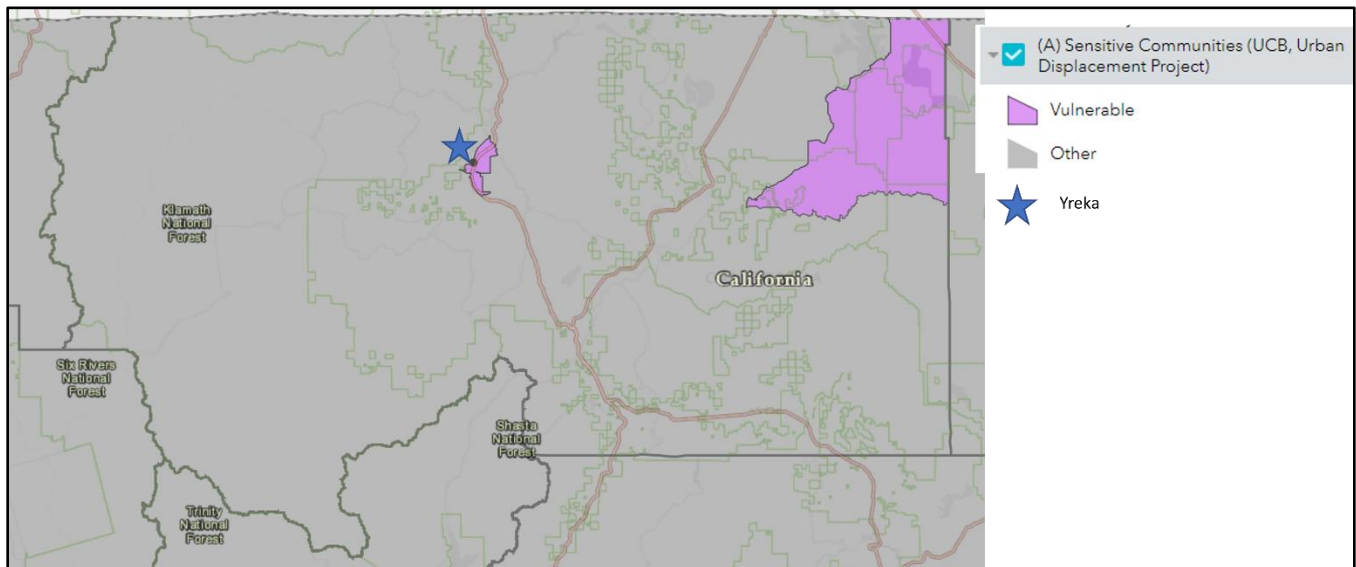 (A) Sensitive Communities (UCB, Urban
Displacement Project)
Vulnerable
Other
Yreka
Klamath
National
Forest
California
Six Rivers
National
Forest
Shasta
National
Forest
Trinity
National
Forest